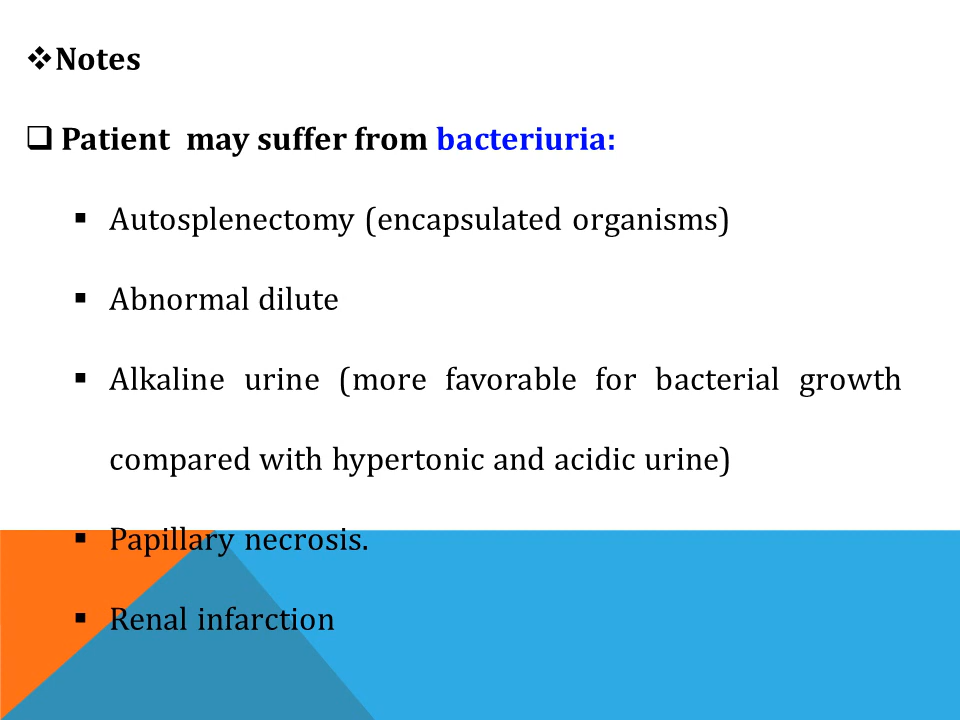 ❖Notes
❑ Patient may suffer from bacteriuria:
▪ Autosplenectomy (encapsulated organisms)
▪ Abnormal dilute
▪ Alkaline urine (more favorable for bacterial growth
compared with hypertonic and acidic urine)
▪ Papillary necrosis.
▪ Renal infarction